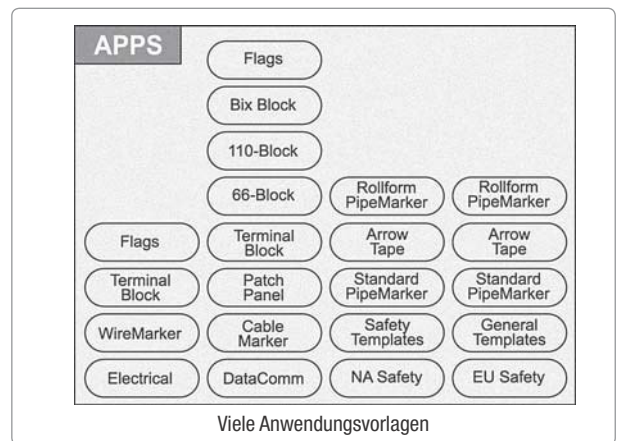 APPS
Flags
Bix Block
110-Block
66-Block
Rollform
PipeMarker
Rollform
PipeMarker
Flags
Terminal
Block
Arrow
Tape
Arrow
Tape
Terminal
Block
Patch
Panel
Standard
PipeMarker
Standard
PipeMarker
WireMarker
Cable
Marker
Safety
Templates
General
Templates
Electrical
DataComm
NA Safety
EU Safety
Viele Anwendungsvorlagen